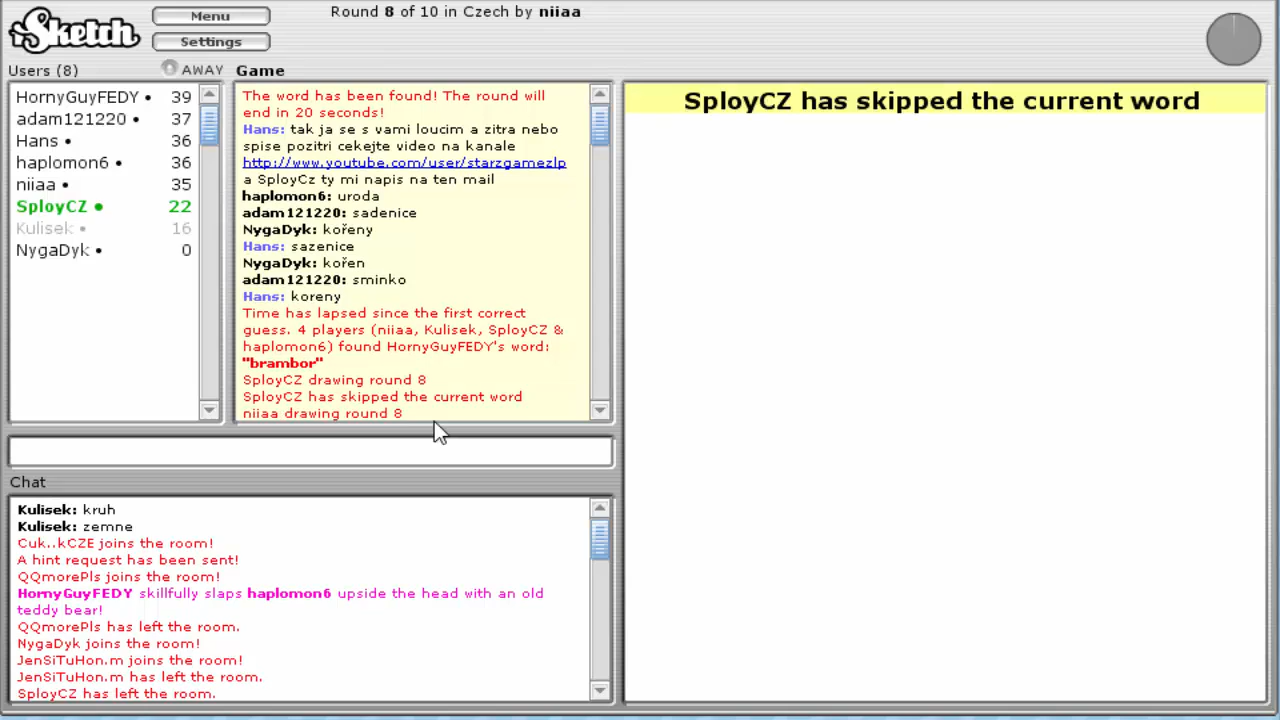 iSketch
Menu
Settings
Round 8 of 10 in Czech by niiaa
Users (8)
AWAY
HornyGuyFEDY • 39
adam121220 • 37
Hans • 36
haplomon6 • 36
niiaa • 35
SployCZ • 22
Kulisek • 16
NygaDyk • 0
Game
The word has been found! The round will
end in 20 seconds!
Hans: tak ja se s vami loucim a zitra nebo
spise pozitri cekejte video na kanale
http://www.youtube.com/user/starzgamezlp
a SployCz ty mi napis na ten mail
haplomon6: uroda
adam121220: sadenice
NygaDyk: kořeny
Hans: sazenice
NygaDyk: kořen
adam121220: sminko
Hans: koreny
Time has lapsed since the first correct
guess. 4 players (niiaa, Kulisek, SployCZ &
haplomon6) found HornyGuyFEDY's word:
"brambor"
SployCZ drawing round 8
SployCZ has skipped the current word
niiaa drawing round 8
SployCZ has skipped the current word
Chat
Kulisek: kruh
Kulisek: zemne
Cuk..kCZE joins the room!
A hint request has been sent!
QQmorePls joins the room!
HornyGuyFEDY skillfully slaps haplomon6 upside the head with an old
teddy bear!
QQmorePls has left the room.
NygaDyk joins the room!
JenSiTuHon.m joins the room!
JenSiTuHon.m has left the room.
SployCZ has left the room.